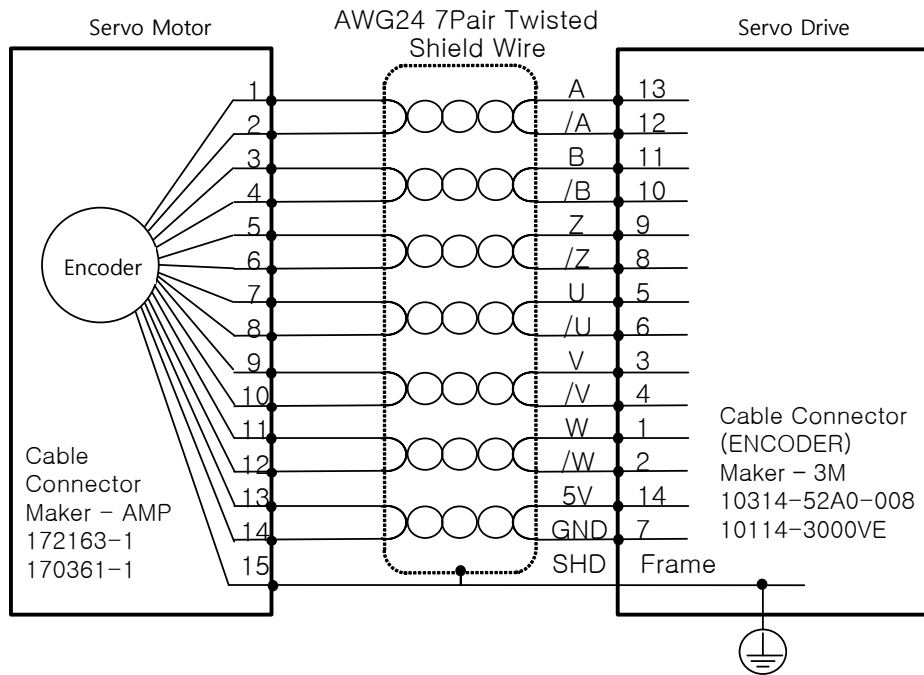 Servo Motor
AWG24 7Pair Twisted
Shield Wire
Servo Drive
1 A 13
2 /A 12
3 B 11
4 /B 10
5 Z 9
6 /Z 8
7 U 5
8 /U 6
9 V 3
10 /V 4
11 W 1
12 /W 2
13 5V 14
14 GND 7
15 SHD Frame
Encoder
Cable
Connector
Maker - AMP
172163-1
170361-1
Cable Connector
(ENCODER)
Maker - 3M
10314-52A0-008
10114-3000VE